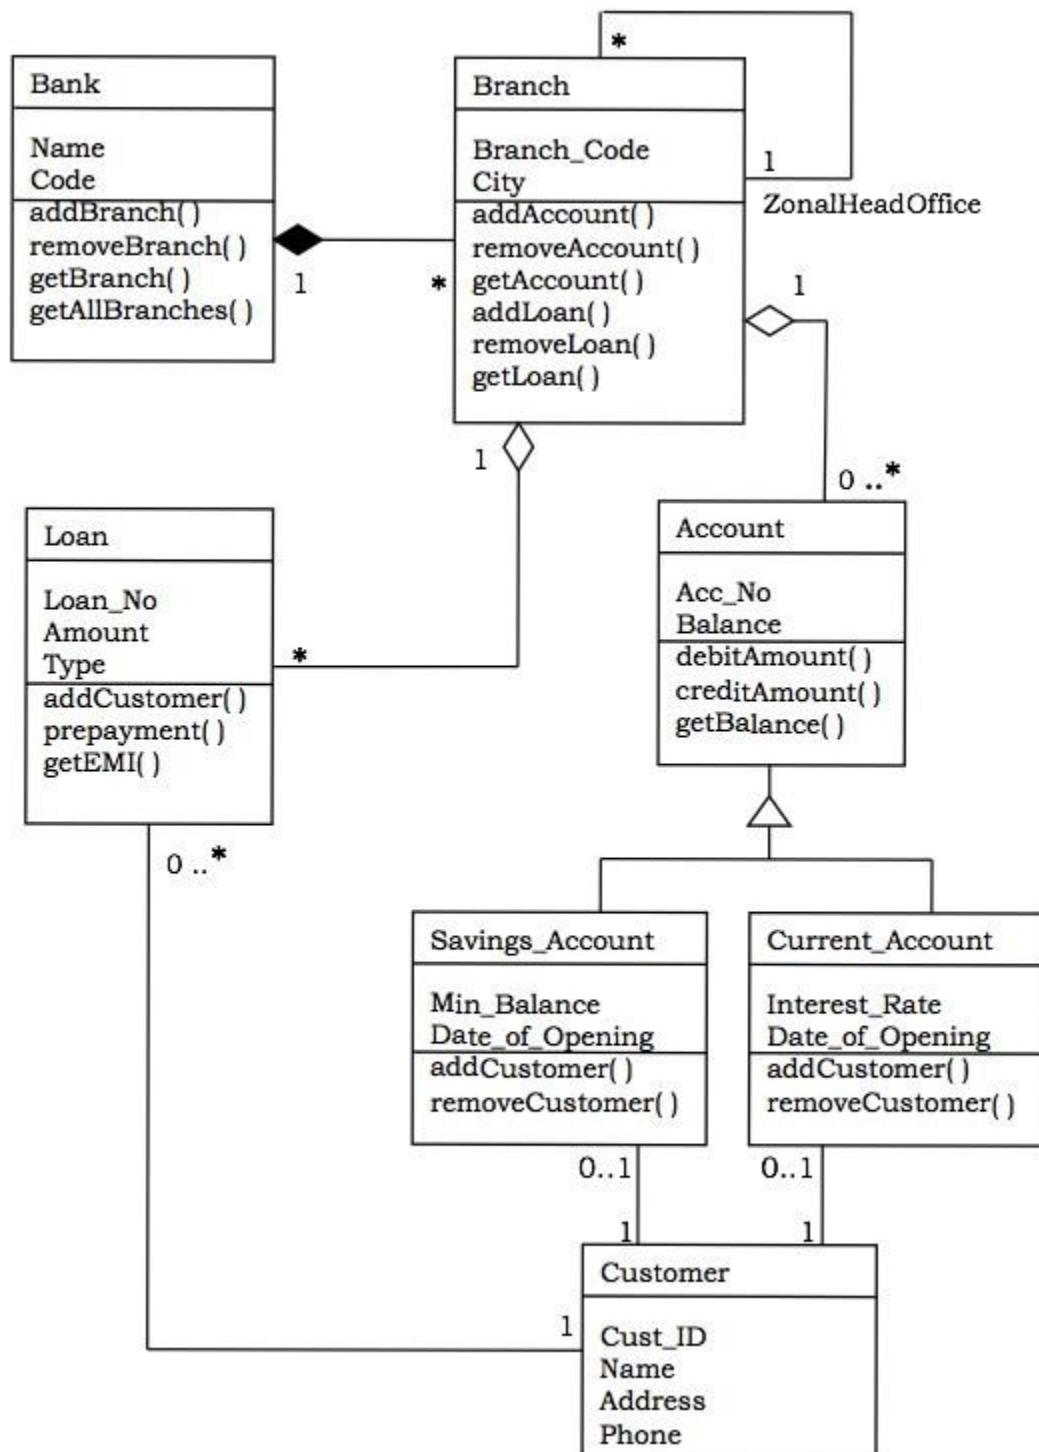 Bank
Name
Code
addBranch()
removeBranch()
getBranch()
getAllBranches()
1
*
Branch
Branch_Code
City
addAccount()
removeAccount()
getAccount()
addLoan()
removeLoan()
getLoan()
*
1
ZonalHeadOffice
1
0 ..*
1
*
Loan
Loan_No
Amount
Type
addCustomer()
prepayment()
getEMI()
0 ..*
Account
Acc_No
Balance
debitAmount()
creditAmount()
getBalance()
Savings_Account
Min_Balance
Date_of_Opening
addCustomer()
removeCustomer()
0..1
1
Current_Account
Interest_Rate
Date_of_Opening
addCustomer()
removeCustomer()
0..1
1
1
Customer
Cust_ID
Name
Address
Phone